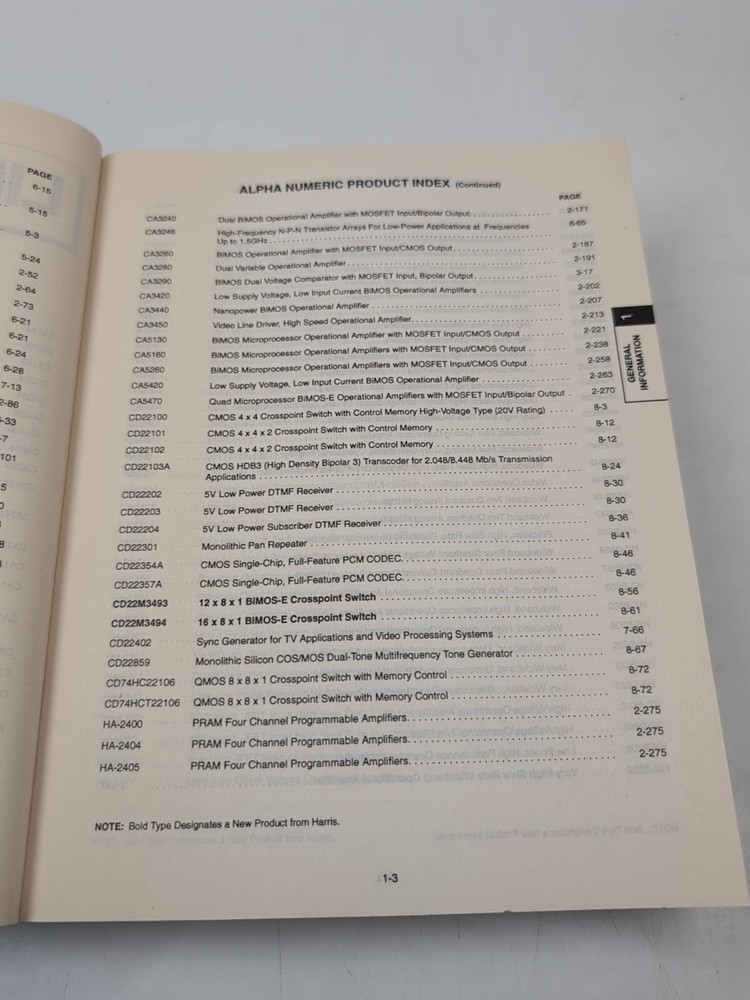 PAGE
6-15
5-15
5-3
5-24
2-52
2-64
2-73
6-21
6-21
6-24
6-28
7-13
2-86
-33
-7
101
5
ALPHA NUMERIC PRODUCT INDEX (Continued)
PAGE
CA3240 Dual BiMOS Operational Amplifier with MOSFET Input/Bipolar Output 2-171
CA3246 High-Frequency N-P-N Transistor Arrays For Low-Power Applications at Frequencies
Up to 1.5GHz 6-65
CA3260 BiMOS Operational Amplifier with MOSFET Input/CMOS Output 2-187
CA3280 Dual Variable Operational Amplifier 2-191
CA3290 BiMOS Dual Voltage Comparator with MOSFET Input, Bipolar Output 3-17
CA3420 Low Supply Voltage, Low Input Current BiMOS Operational Amplifiers 2-202
CA3440 Nanopower BiMOS Operational Amplifier 2-207
CA3450 Video Line Driver, High Speed Operational Amplifier 2-213
CA5130 BiMOS Microprocessor Operational Amplifier with MOSFET Input/CMOS Output 2-221
CA5160 BiMOS Microprocessor Operational Amplifiers with MOSFET Input/CMOS Output 2-238
CA5260 BiMOS Microprocessor Operational Amplifiers with MOSFET Input/CMOS Output 2-258
CA5420 Low Supply Voltage, Low Input Current BiMOS Operational Amplifier 2-263
CA5470 Quad Microprocessor BiMOS-E Operational Amplifiers with MOSFET Input/Bipolar Output 2-270
CD22100 CMOS 4 x 4 Crosspoint Switch with Control Memory High-Voltage Type (20V Rating) 8-3
CD22101 CMOS 4 x 4 x 2 Crosspoint Switch with Control Memory 8-12
CD22102 CMOS 4 x 4 x 2 Crosspoint Switch with Control Memory 8-12
CD22103A CMOS HDB3 (High Density Bipolar 3) Transcoder for 2.048/8.448 Mb/s Transmission
Applications 8-24
CD22202 5V Low Power DTMF Receiver 8-30
CD22203 5V Low Power DTMF Receiver 8-30
CD22204 5V Low Power Subscriber DTMF Receiver 8-36
CD22301 Monolithic Pan Repeater 8-41
CD22354A CMOS Single-Chip, Full-Feature PCM CODEC 8-46
CD22357A CMOS Single-Chip, Full-Feature PCM CODEC 8-46
CD22M3493 12 x 8 x 1 BiMOS-E Crosspoint Switch 8-56
CD22M3494 16 x 8 x 1 BiMOS-E Crosspoint Switch 8-61
CD22402 Sync Generator for TV Applications and Video Processing Systems 7-66
CD22859 Monolithic Silicon COS/MOS Dual-Tone Multifrequency Tone Generator 8-67
CD74HC22106 QMOS 8 x 8 x 1 Crosspoint Switch with Memory Control 8-72
CD74HCT22106 QMOS 8 x 8 x 1 Crosspoint Switch with Memory Control 8-72
HA-2400 PRAM Four Channel Programmable Amplifiers 2-275
HA-2404 PRAM Four Channel Programmable Amplifiers 2-275
HA-2405 PRAM Four Channel Programmable Amplifiers 2-275
NOTE: Bold Type Designates a New Product from Harris.
1-3
1
GENERAL
INFORMATION